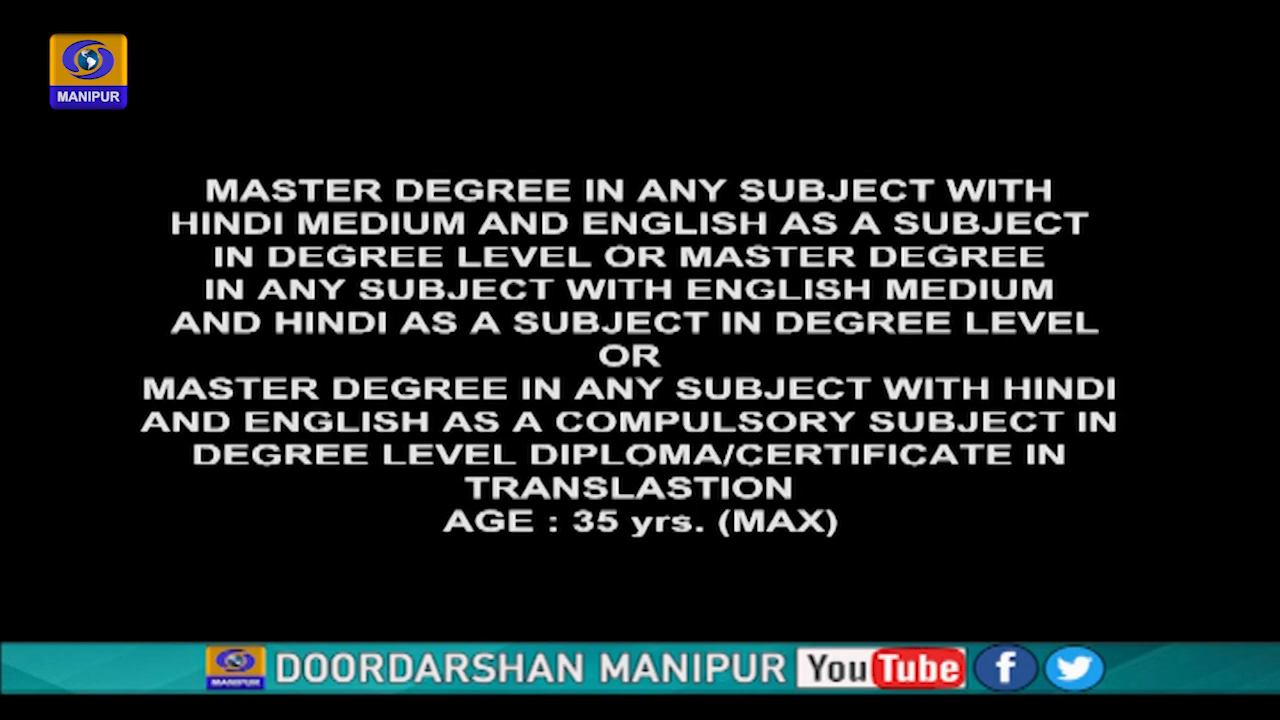 MANIPUR
MASTER DEGREE IN ANY SUBJECT WITH
HINDI MEDIUM AND ENGLISH AS A SUBJECT
IN DEGREE LEVEL OR MASTER DEGREE
IN ANY SUBJECT WITH ENGLISH MEDIUM
AND HINDI AS A SUBJECT IN DEGREE LEVEL
OR
MASTER DEGREE IN ANY SUBJECT WITH HINDI
AND ENGLISH AS A COMPULSORY SUBJECT IN
DEGREE LEVEL DIPLOMA/CERTIFICATE IN
TRANSLASTION
AGE : 35 yrs. (MAX)
MANIPUR DOORDARSHAN MANIPUR YouTube f